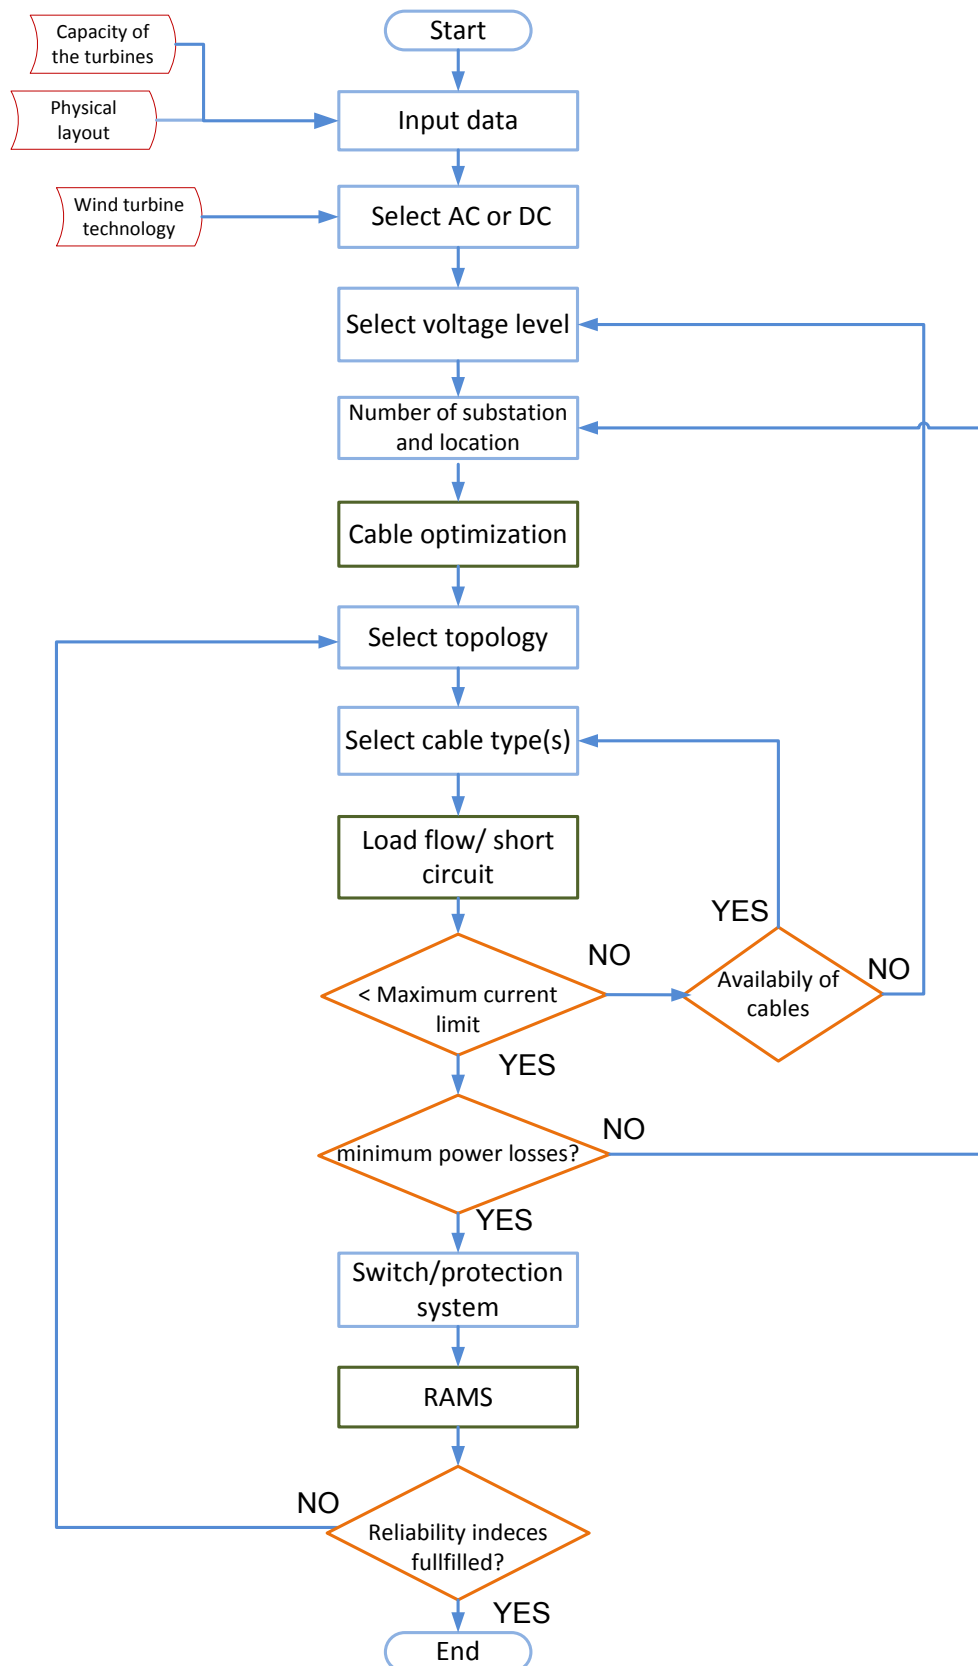 Start
Capacity of
the turbines
Physical
layout
Input data
Wind turbine
technology
Select AC or DC
Select voltage level
Number of substation
and location
Cable optimization
Select topology
Select cable type(s)
Load flow/ short
circuit
YES
NO
NO
Availabily of
cables
< Maximum current
limit
YES
NO
minimum power losses?
YES
Switch/protection
system
RAMS
NO
Reliability indeces
fullfilled?
YES
End